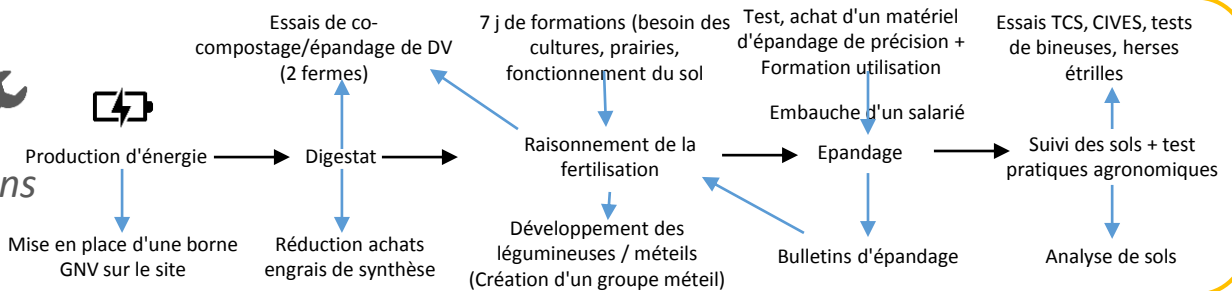 Essais de co-
compostage/épandage de DV
(2 fermes)
7 j de formations (besoin des
cultures, prairies,
fonctionnement du sol
Test, achat d'un matériel
d'épandage de précision +
Formation utilisation
Embauche d'un salarié
Essais TCS, CIVES, tests
de bineuses, herses
étrilles
Production d'énergie
Digestat
Raisonnement de la
fertilisation
Epandage
Suivi des sols + test
pratiques agronomiques
ns
Mise en place d'une borne
GNV sur le site
Réduction achats
engrais de synthèse
Développement des
légumineuses / méteils
(Création d'un groupe méteil)
Bulletins d'épandage
Analyse de sols